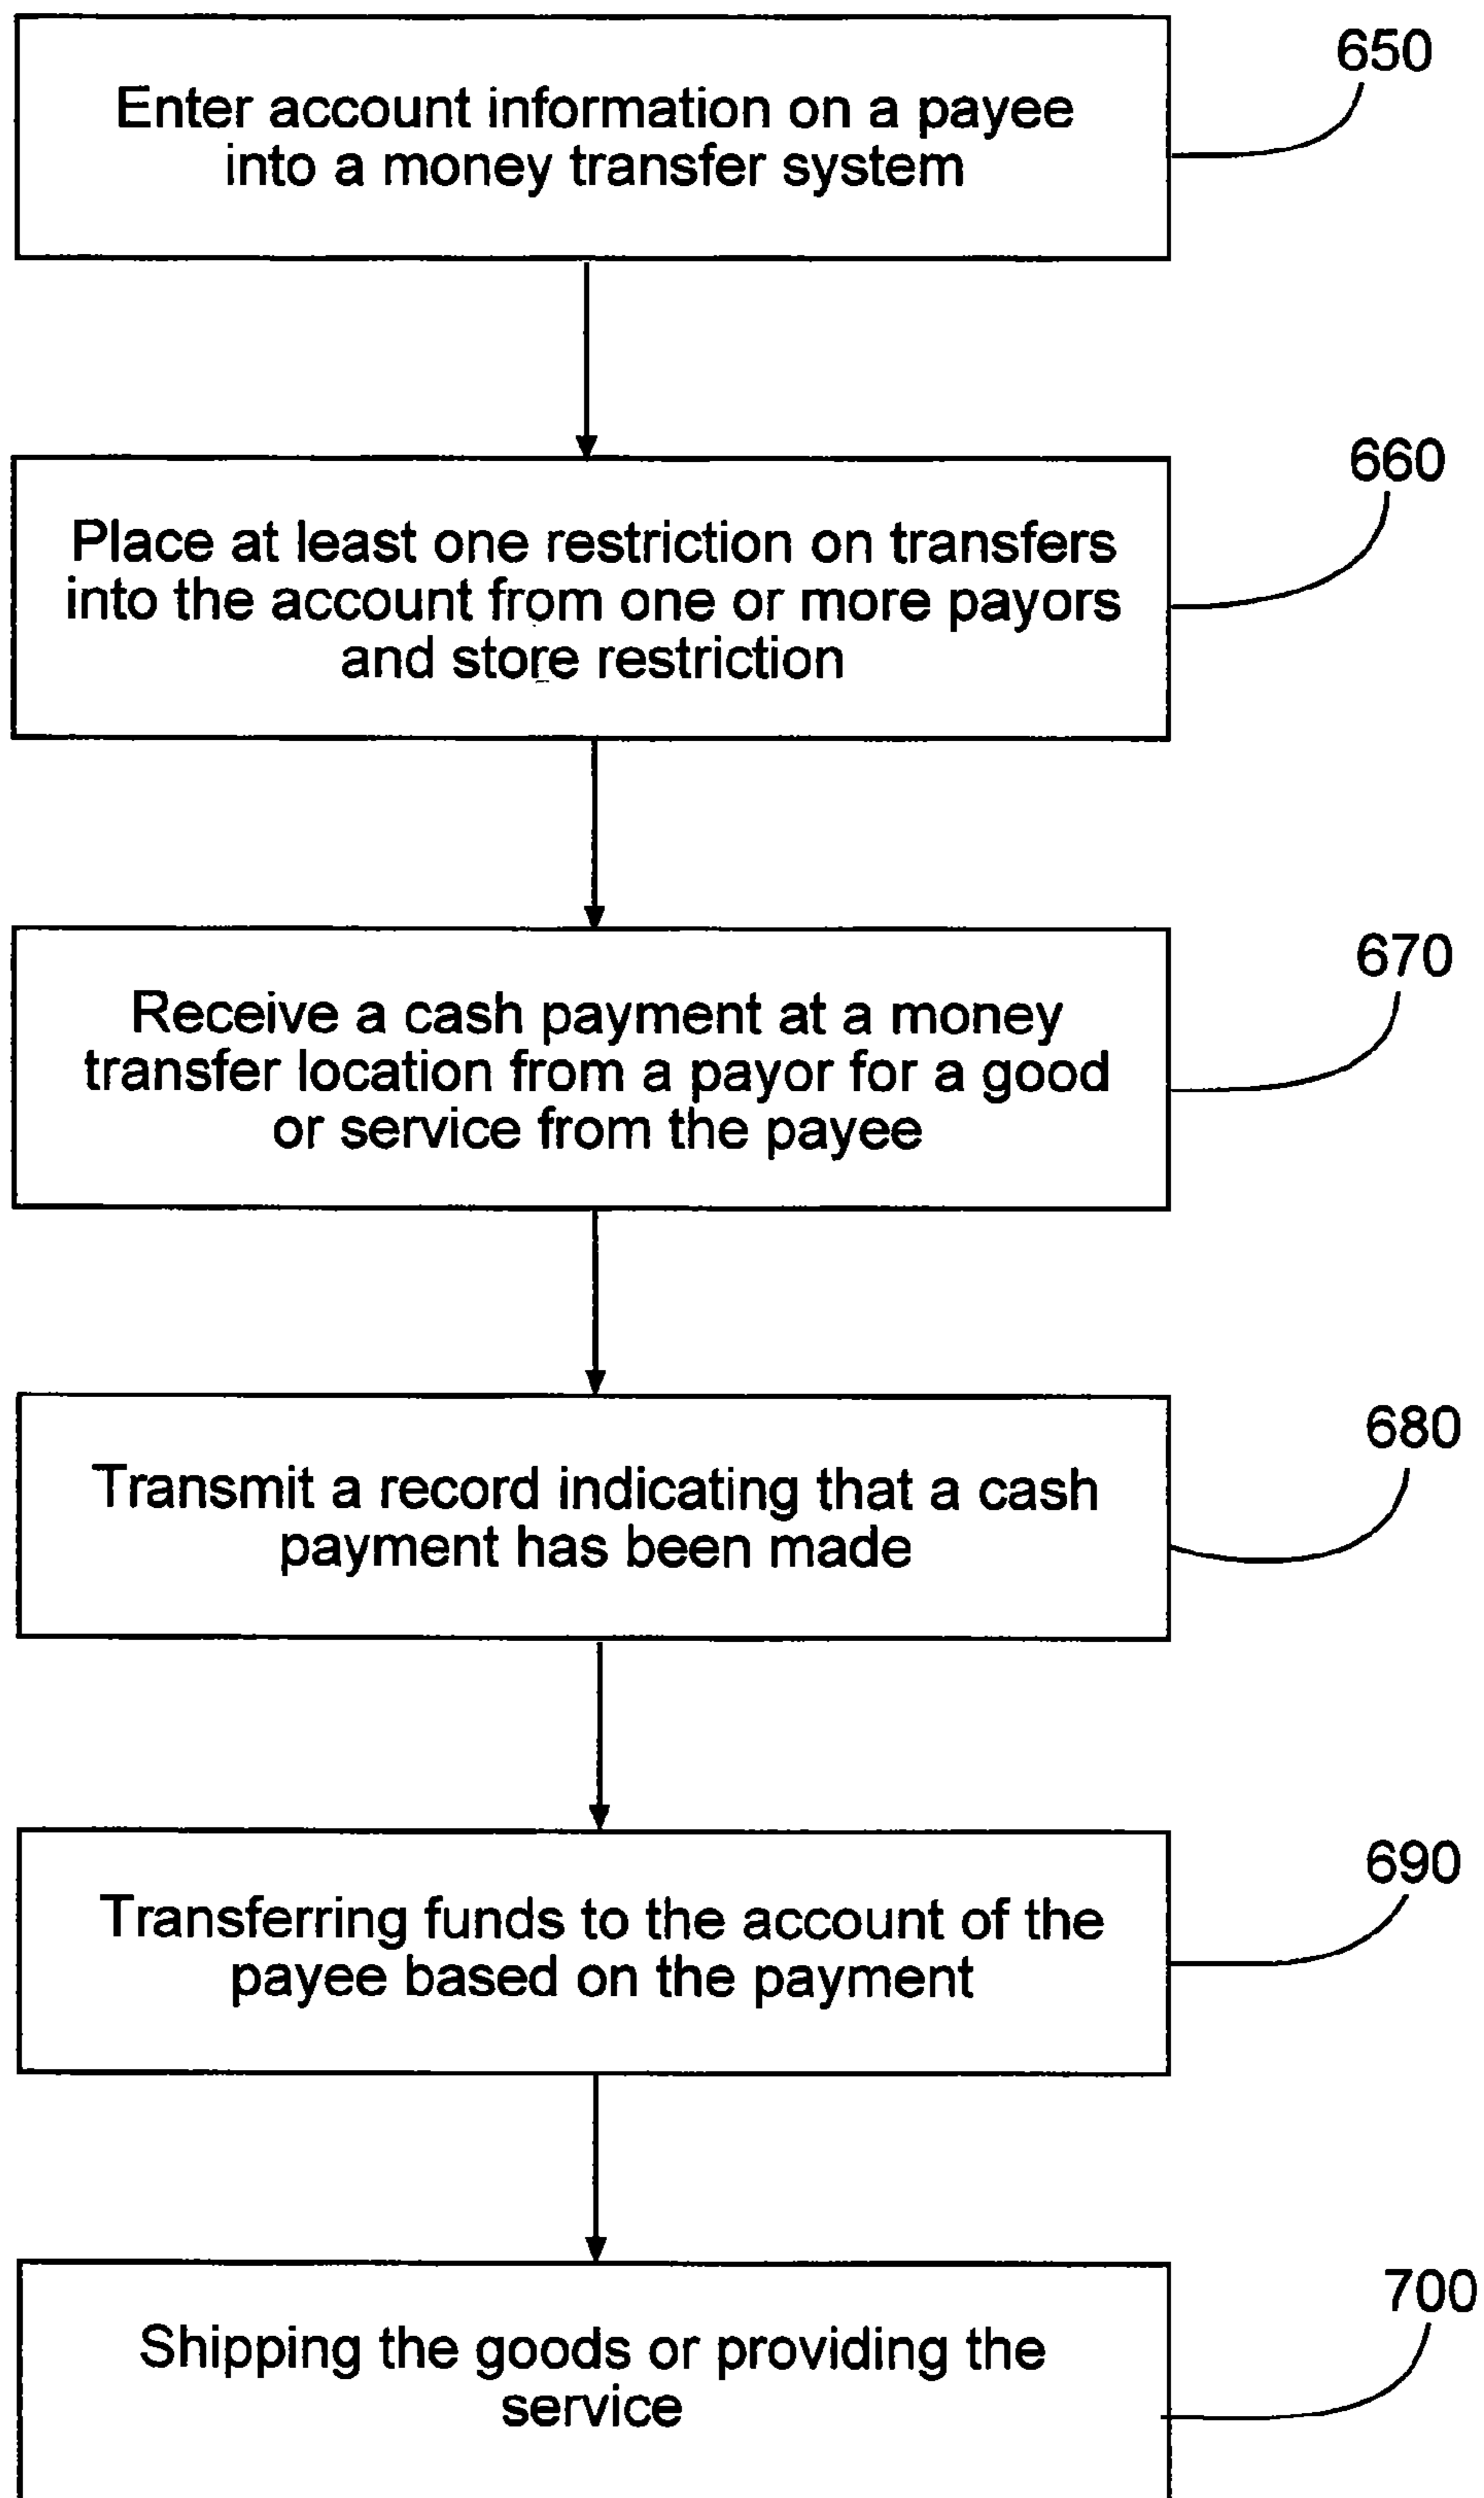 650
Enter account information on a payee
into a money transfer system
660
Place at least one restriction on transfers
into the account from one or more payors
and store restriction
670
Receive a cash payment at a money
transfer location from a payor for a good
or service from the payee
680
Transmit a record indicating that a cash
payment has been made
690
Transferring funds to the account of the
payee based on the payment
700
Shipping the goods or providing the
service